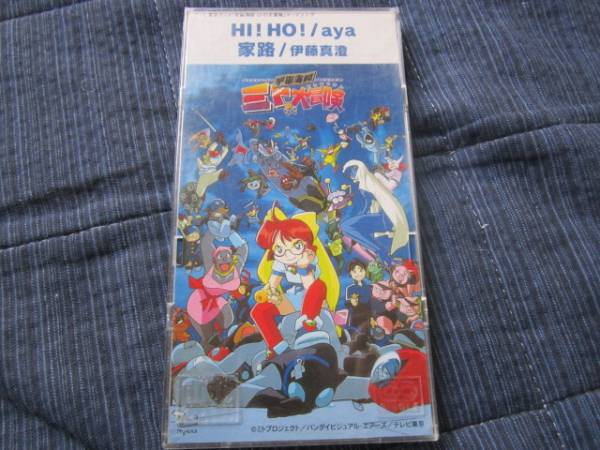 HI! HO!/aya
家路/伊藤真澄
宇宙海賊
ミトの大冒険
©ミトプロジェクト/バンダイビジュアル・エアーズ/テレビ東京